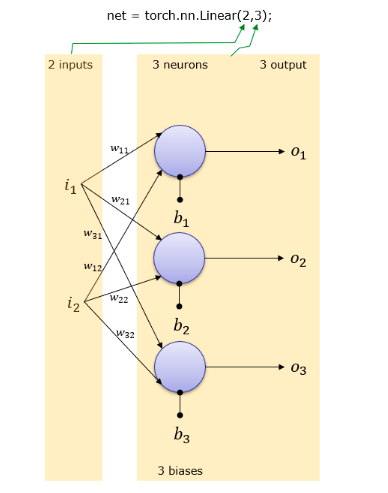 net = torch.nn.Linear(2,3);
2 inputs 3 neurons 3 output
w₁₁
o₁
i₁
w₂₁
b₁
w₃₁
w₁₂
o₂
w₂₂
i₂
b₂
w₃₂
o₃
b₃
3 biases